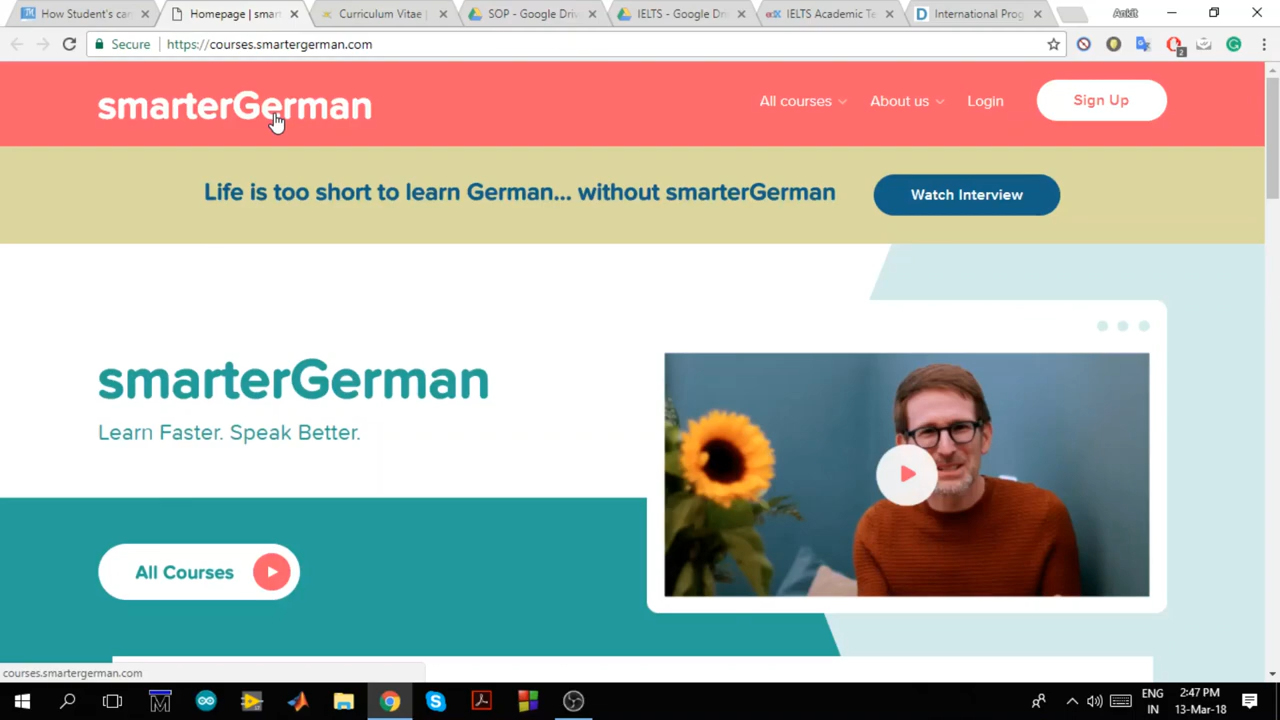 How Student's can
Homepage | smar
Curriculum Vitae |
SOP - Google Driv
IELTS - Google Dri
IELTS Academic Te
International Prog
Ankit
Secure
https://courses.smartergerman.com
2
smarterGerman
All courses
About us
Login
Sign Up
Life is too short to learn German... without smarterGerman
Watch Interview
smarterGerman
Learn Faster. Speak Better.
All Courses
courses.smartergerman.com
ENG
IN
2:47 PM
13-Mar-18